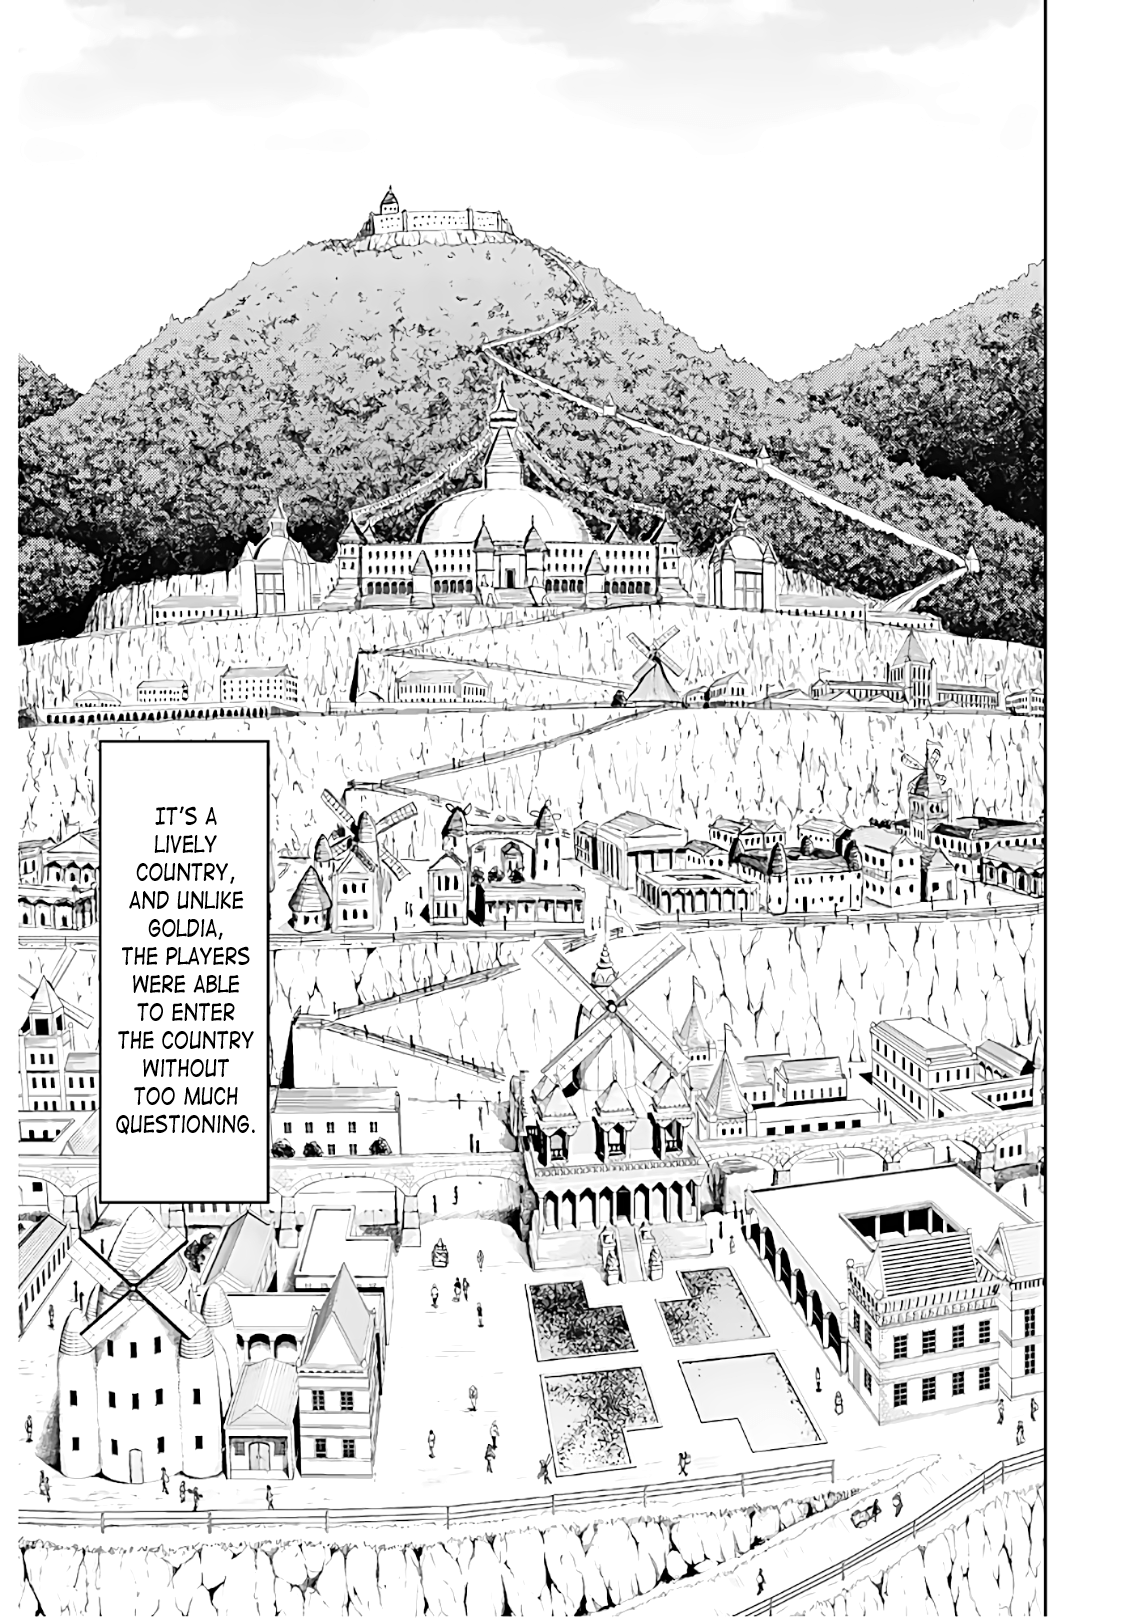 IT'S A
LIVELY
COUNTRY,
AND UNLIKE
GOLDIA,
THE PLAYERS
WERE ABLE
TO ENTER
THE COUNTRY
WITHOUT
TOO MUCH
QUESTIONING.